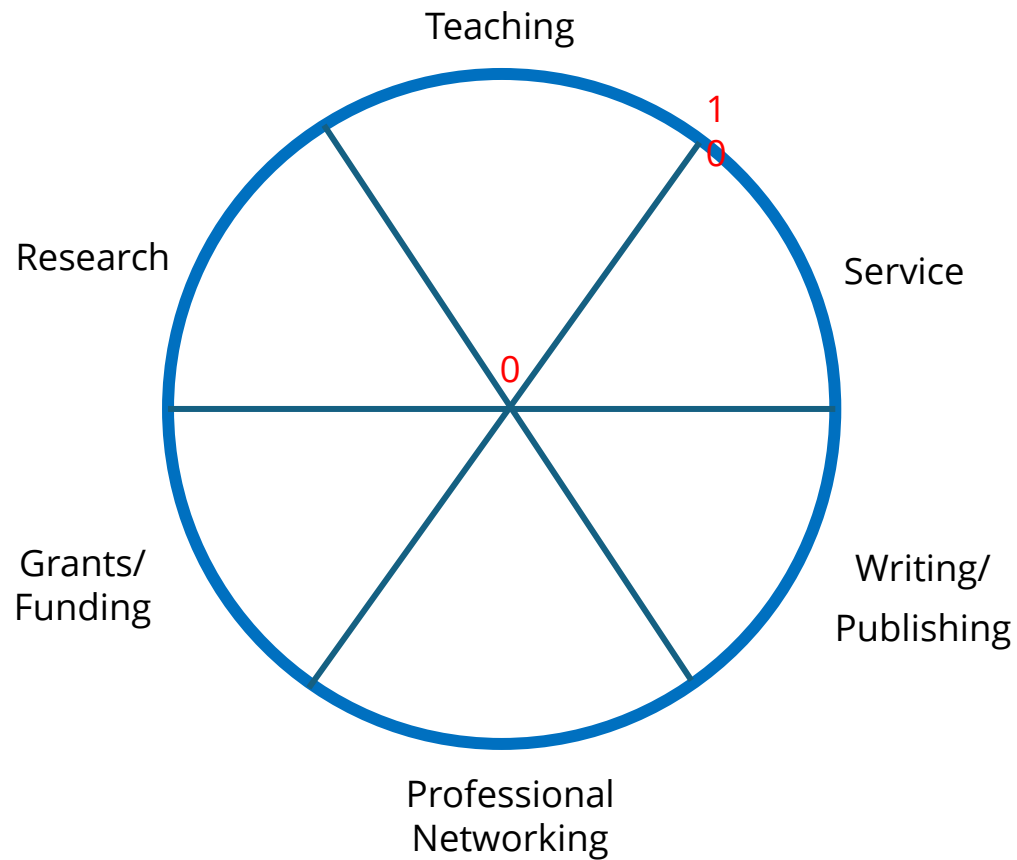 Teaching
1
0
Research
Service
0
Grants/
Funding
Writing/
Publishing
Professional
Networking